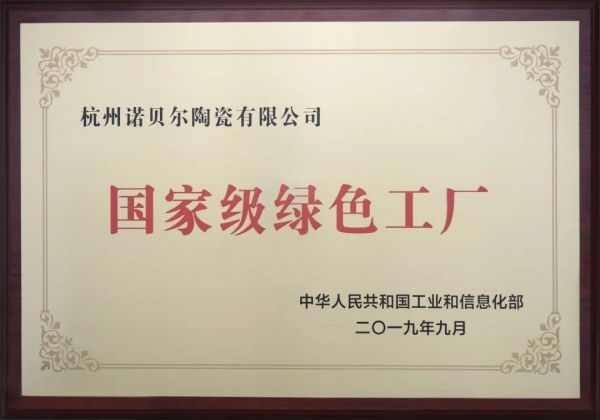 杭州诺贝尔陶瓷有限公司
国家级绿色工厂
中华人民共和国工业和信息化部
二〇一九年九月